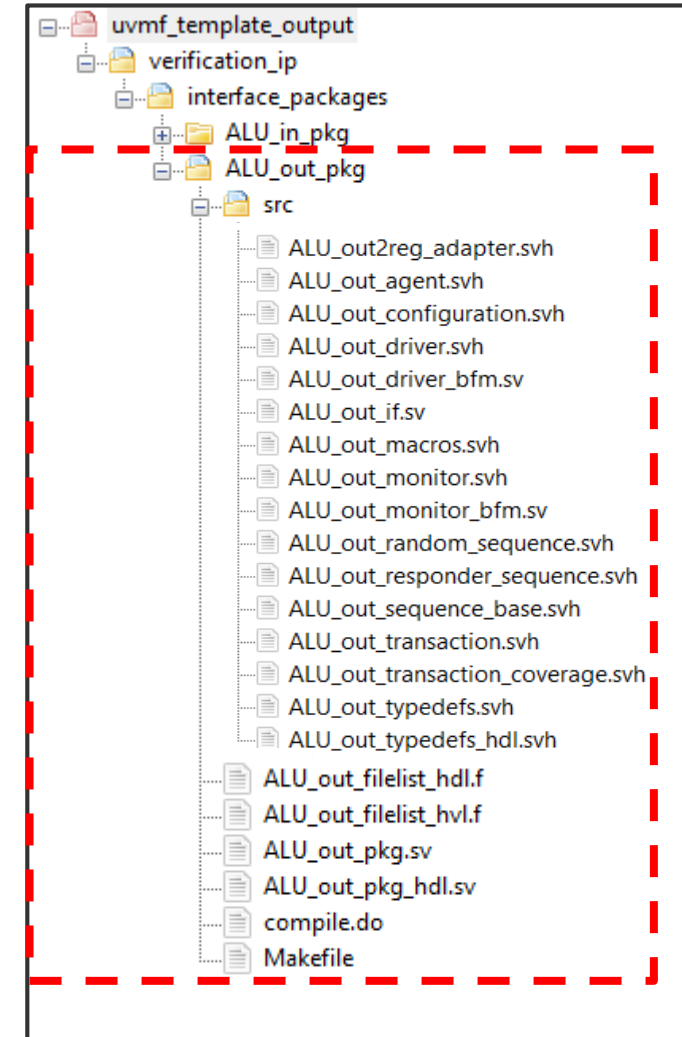 uvmf_template_output
verification_ip
interface_packages
ALU_in_pkg
ALU_out_pkg
src
ALU_out2reg_adapter.svh
ALU_out_agent.svh
ALU_out_configuration.svh
ALU_out_driver.svh
ALU_out_driver_bfm.sv
ALU_out_if.sv
ALU_out_macros.svh
ALU_out_monitor.svh
ALU_out_monitor_bfm.sv
ALU_out_random_sequence.svh
ALU_out_responder_sequence.svh
ALU_out_sequence_base.svh
ALU_out_transaction.svh
ALU_out_transaction_coverage.svh
ALU_out_typedefs.svh
ALU_out_typedefs_hdl.svh
ALU_out_filelist_hdl.f
ALU_out_filelist_hvl.f
ALU_out_pkg.sv
ALU_out_pkg_hdl.sv
compile.do
Makefile